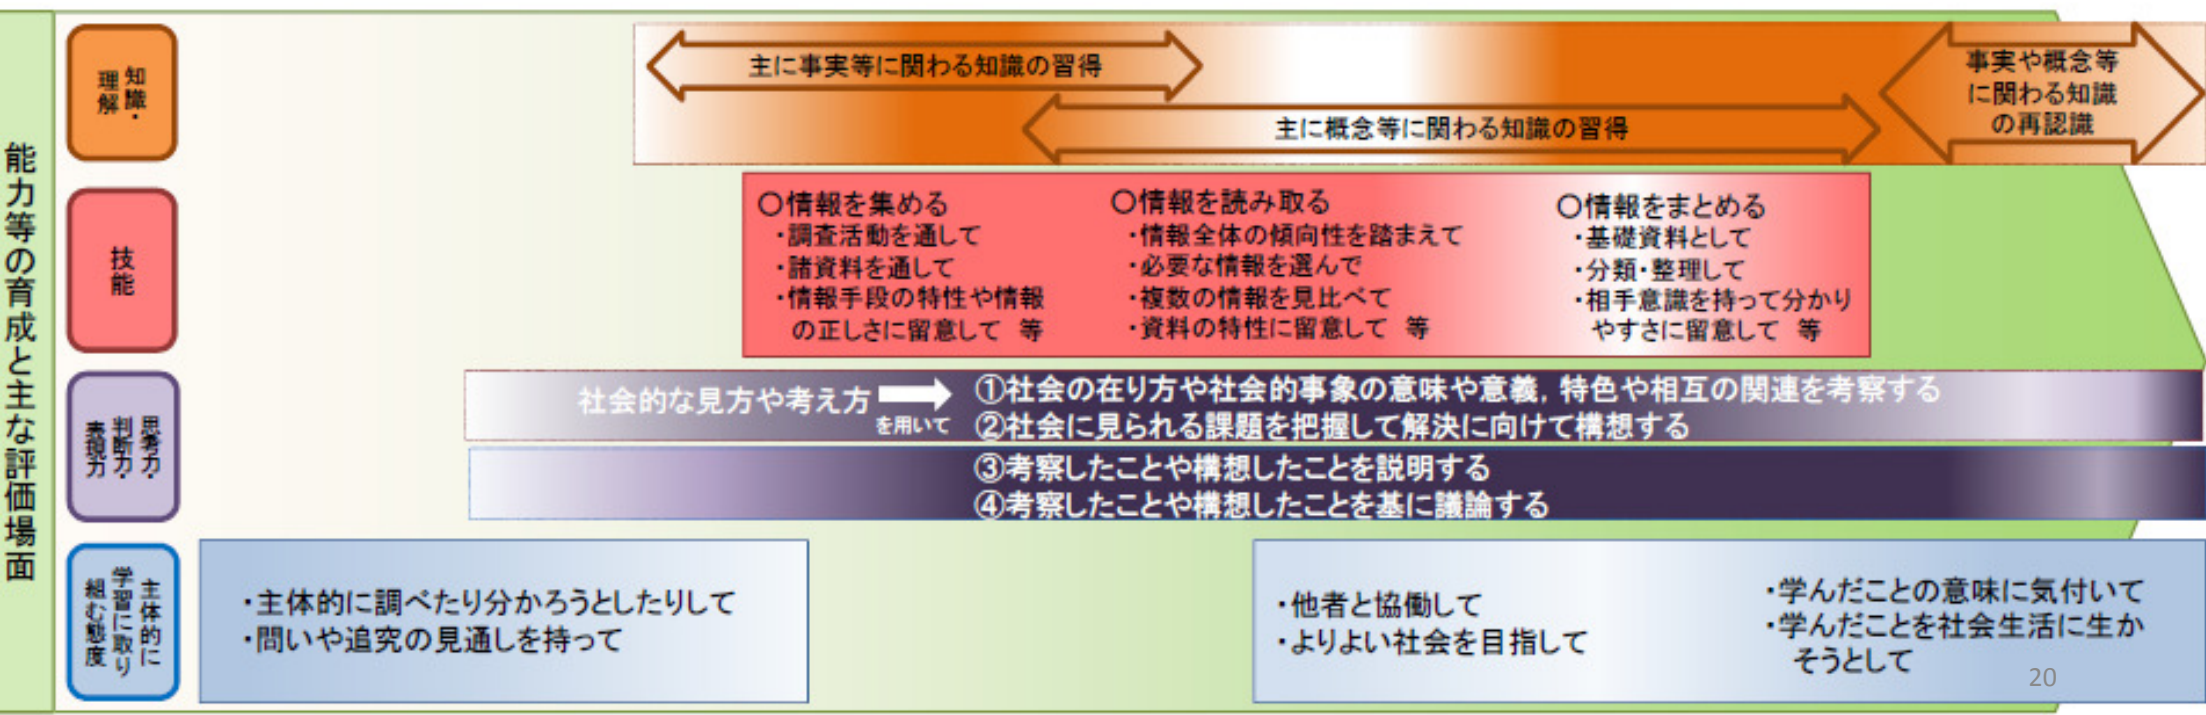 能力等の育成と主な評価場面
知識・
理解
主に事実等に関わる知識の習得
主に概念等に関わる知識の習得
事実や概念等
に関わる知識
の再認識
技能
〇情報を集める
・調査活動を通して
・諸資料を通して
・情報手段の特性や情報
の正しさに留意して 等
〇情報を読み取る
・情報全体の傾向性を踏まえて
・必要な情報を選んで
・複数の情報を見比べて
・資料の特性に留意して 等
〇情報をまとめる
・基礎資料として
・分類・整理して
・相手意識を持って分かり
やすさに留意して 等
思考力・
判断力・
表現力
社会的な見方や考え方
を用いて
①社会の在り方や社会的事象の意味や意義，特色や相互の関連を考察する
②社会に見られる課題を把握して解決に向けて構想する
③考察したことや構想したことを説明する
④考察したことや構想したことを基に議論する
主体的に
学習に取り
組む態度
・主体的に調べたり分かろうとしたりして
・問いや追究の見通しを持って
・他者と協働して
・よりよい社会を目指して
・学んだことの意味に気付いて
・学んだことを社会生活に生か
そうとして
20